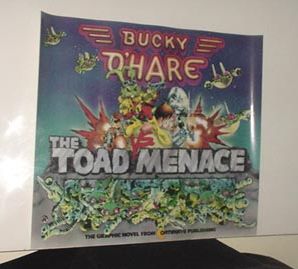 BUCKY
O'HARE
VS
THE
TOAD MENACE
THE GRAPHIC NOVEL FROM CONTINUITY PUBLISHING